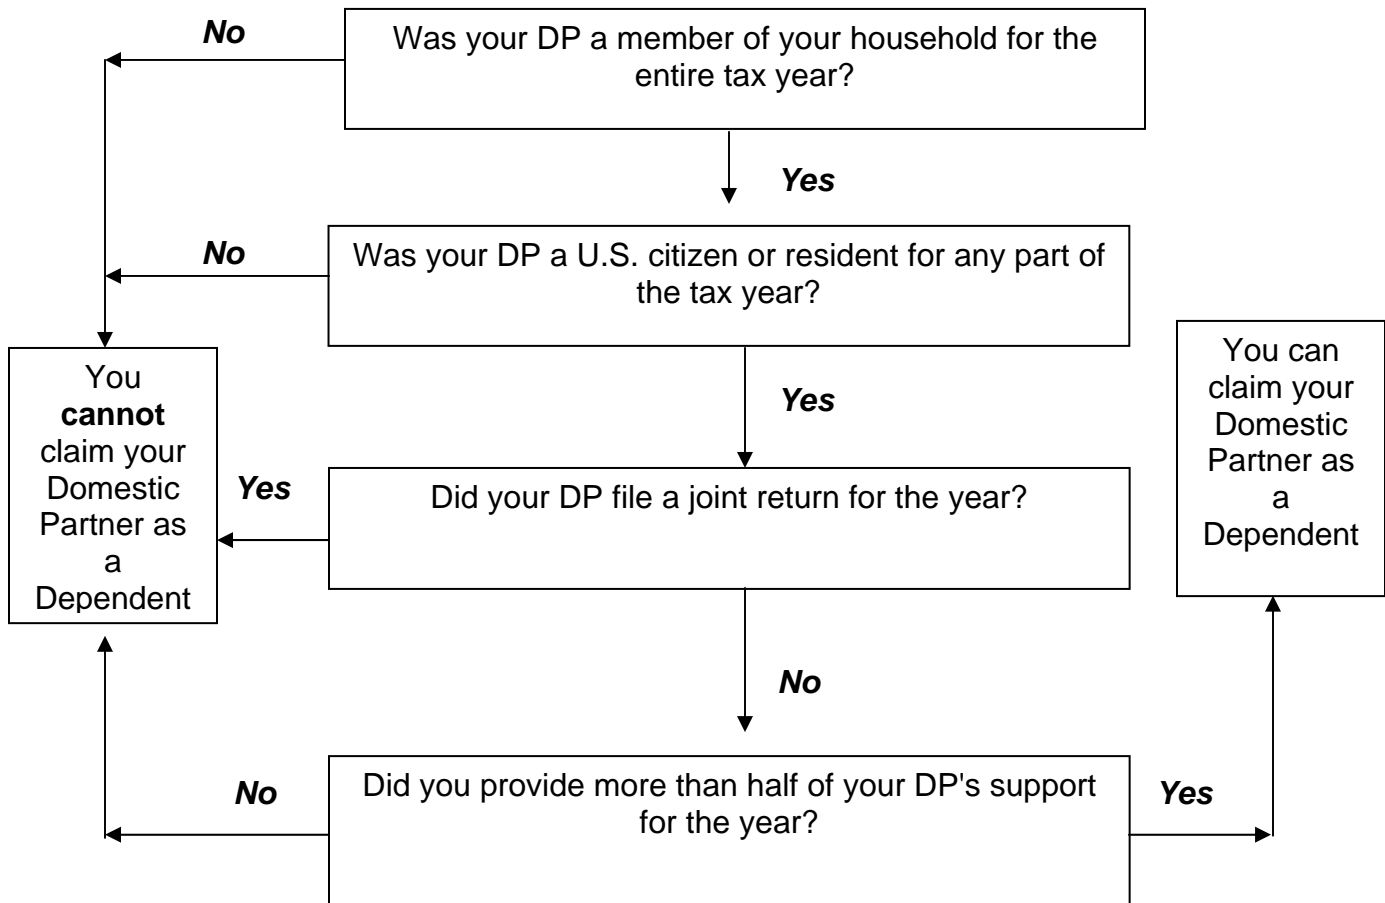 No
Was your DP a member of your household for the
entire tax year?
Yes
No
Was your DP a U.S. citizen or resident for any part of
the tax year?
Yes
You
cannot
claim your
Domestic
Partner as
a
Dependent
You can
claim your
Domestic
Partner as
a
Dependent
Yes
Did your DP file a joint return for the year?
No
No
Did you provide more than half of your DP's support
for the year?
Yes